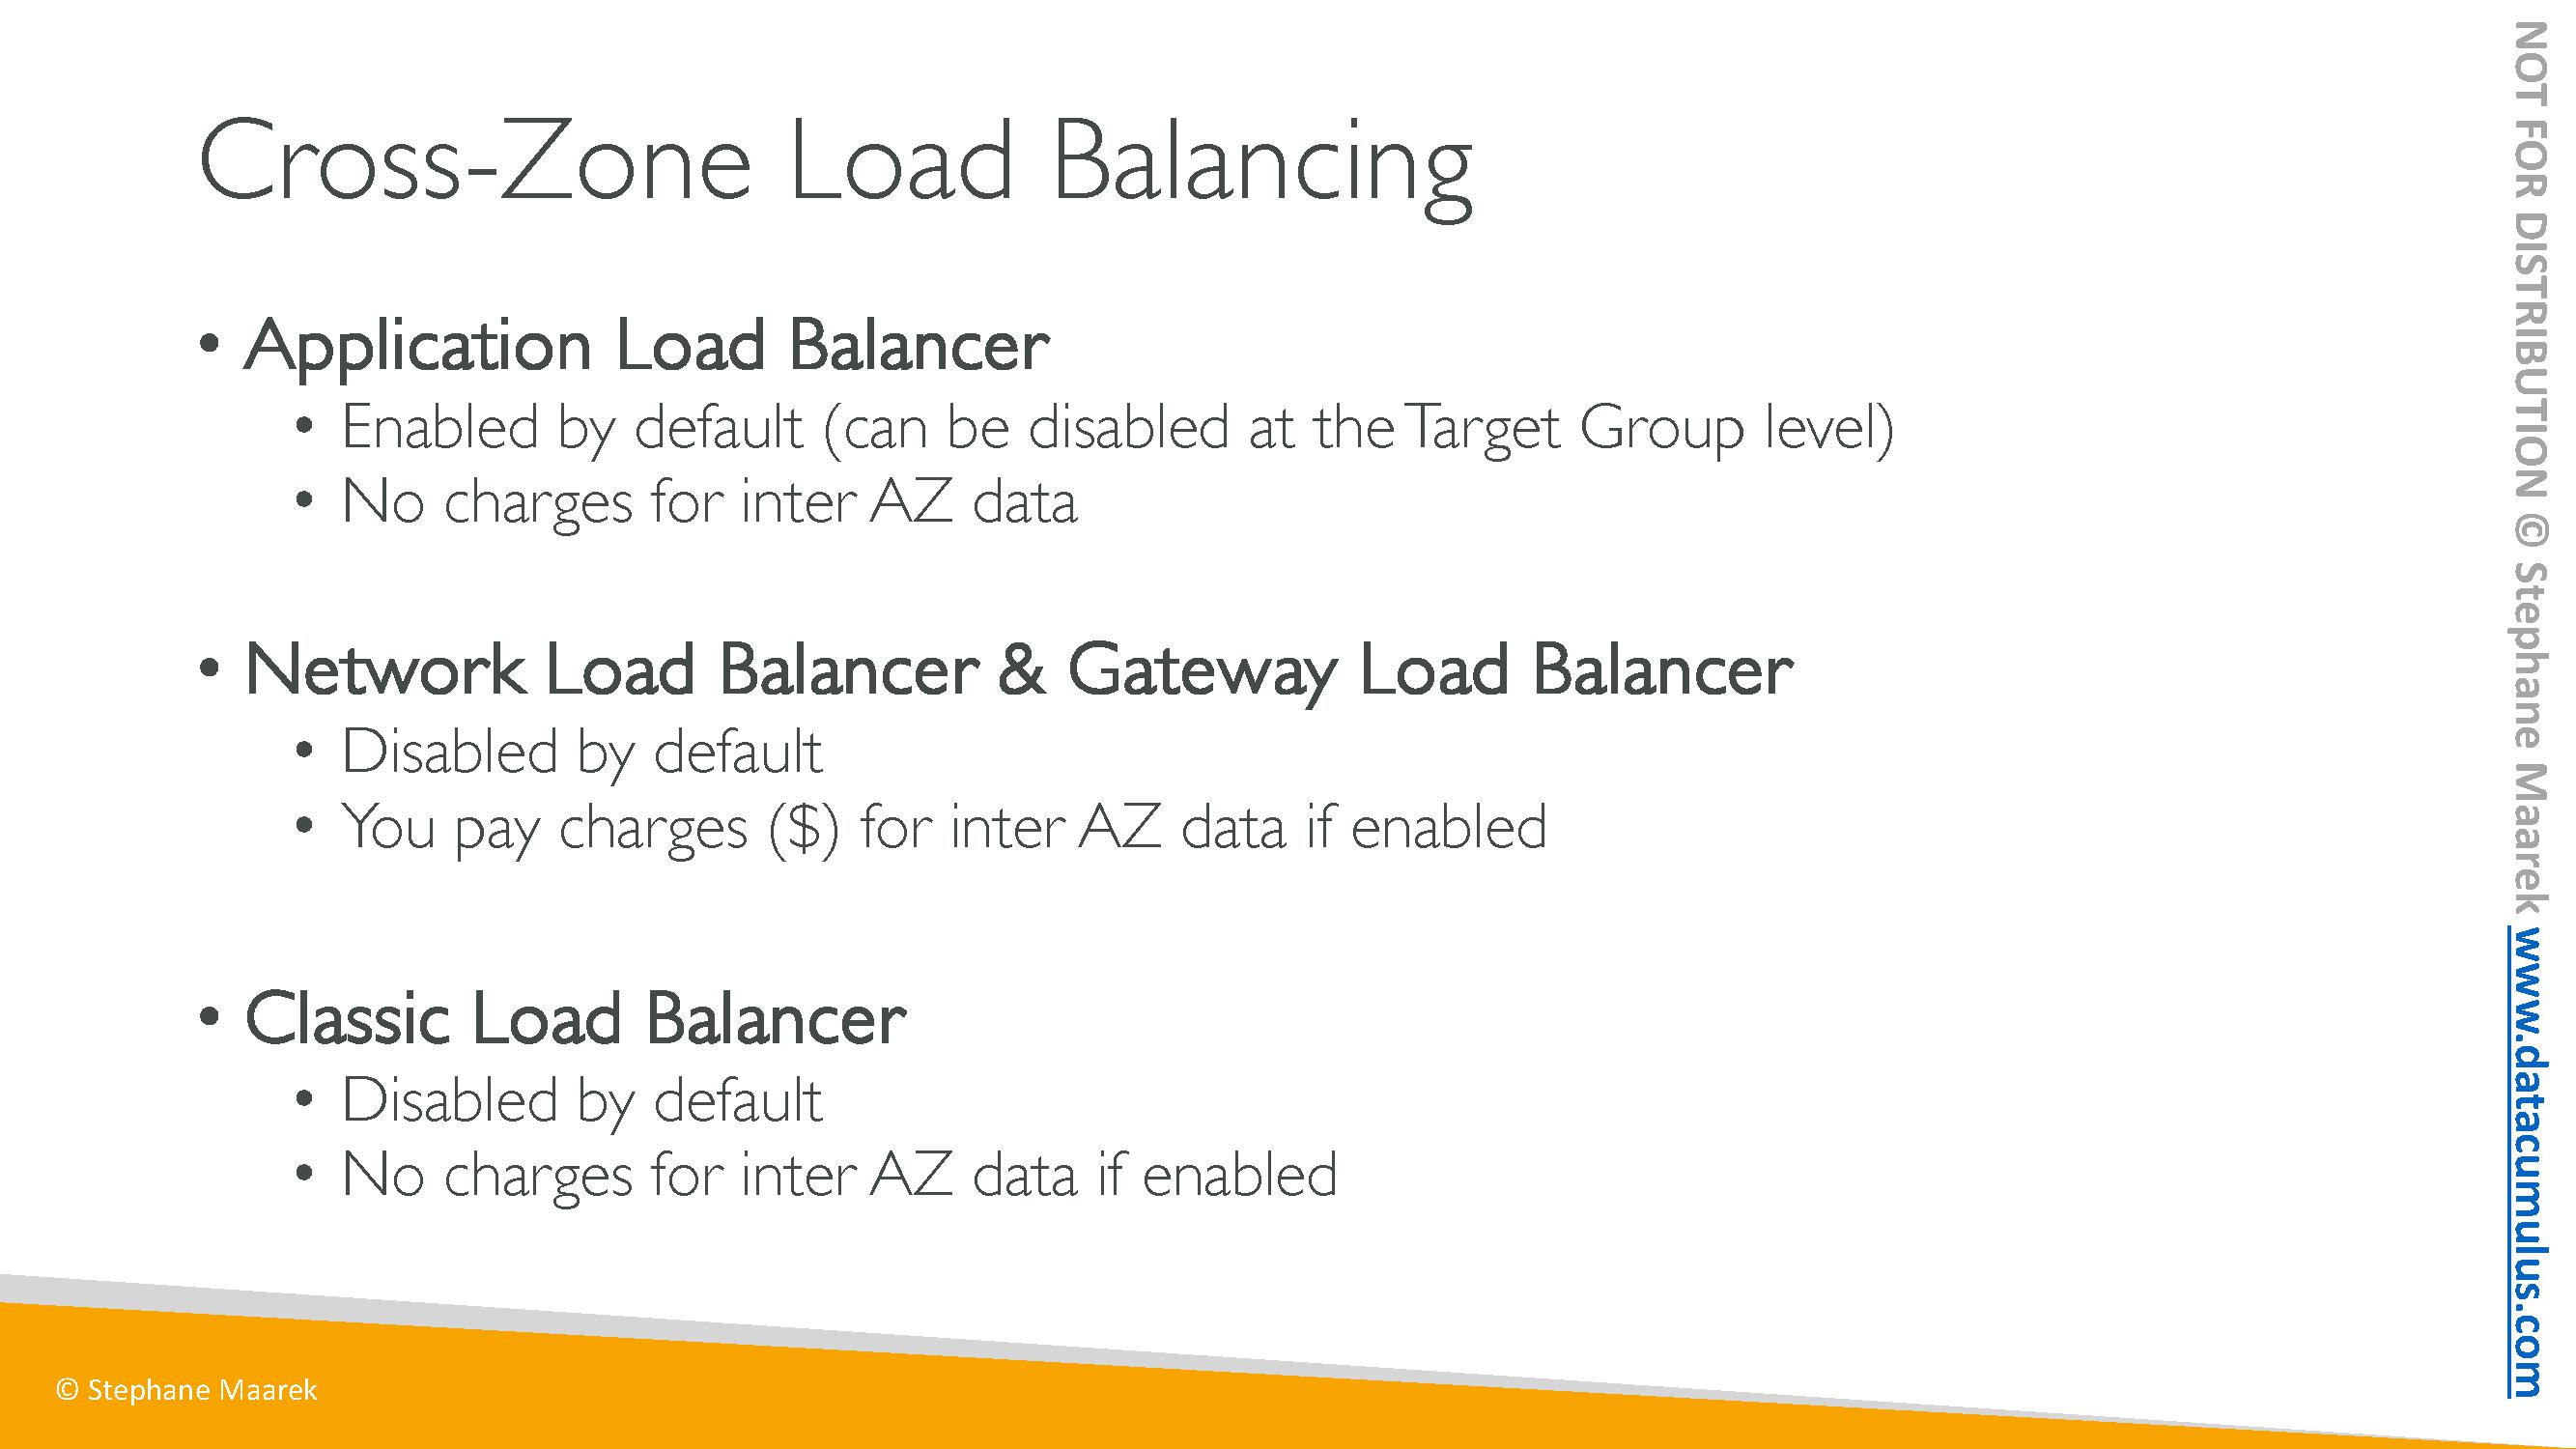 Cross-Zone Load Balancing
• Application Load Balancer
• Enabled by default (can be disabled at the Target Group level)
• No charges for inter AZ data
• Network Load Balancer & Gateway Load Balancer
• Disabled by default
• You pay charges ($) for inter AZ data if enabled
• Classic Load Balancer
• Disabled by default
• No charges for inter AZ data if enabled
© Stephane Maarek
NOT FOR DISTRIBUTION © Stephane Maarek www.datacumulus.com